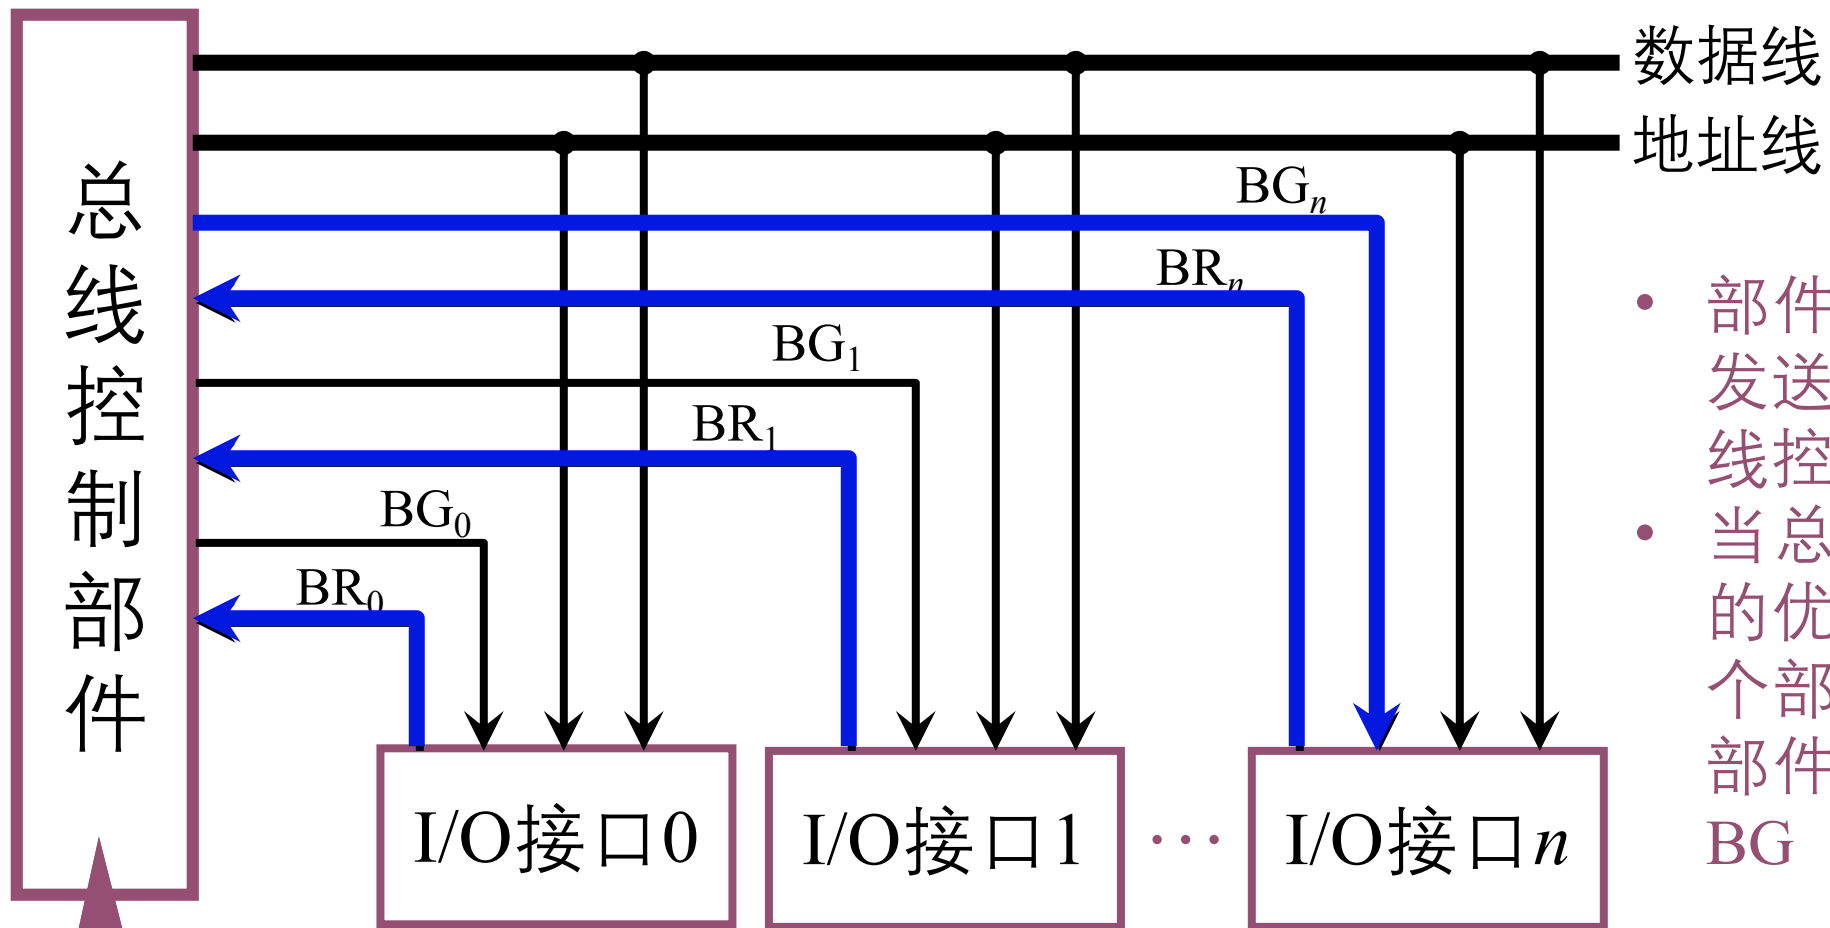 数据线
地址线
总
线
控
制
部
件
BGn
BRn
BG1
BR1
BG0
BR0
I/O接口0
I/O接口1
···
I/O接口n
• 部件
发送
线控
• 当总
的优
个部
部件
BG